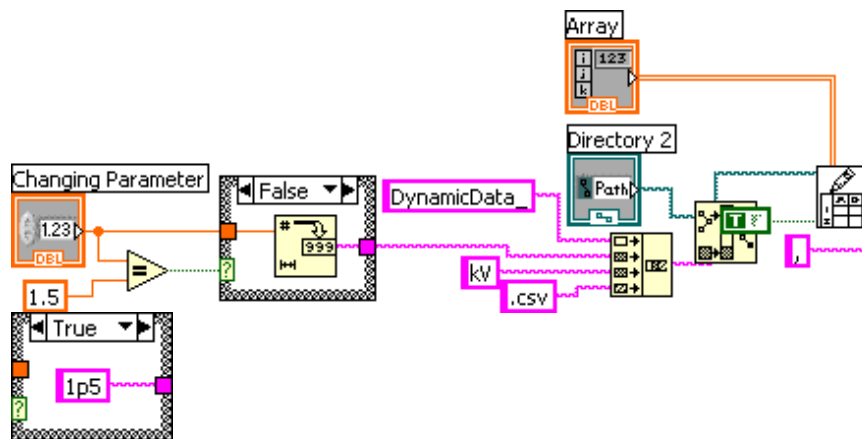 Array
i
j
k
123
DBL
Directory 2
Path
Changing Parameter
1.23
DBL
False
DynamicData_
#
999
=
?
1.5
kV
.csv
T
,
True
1p5
?